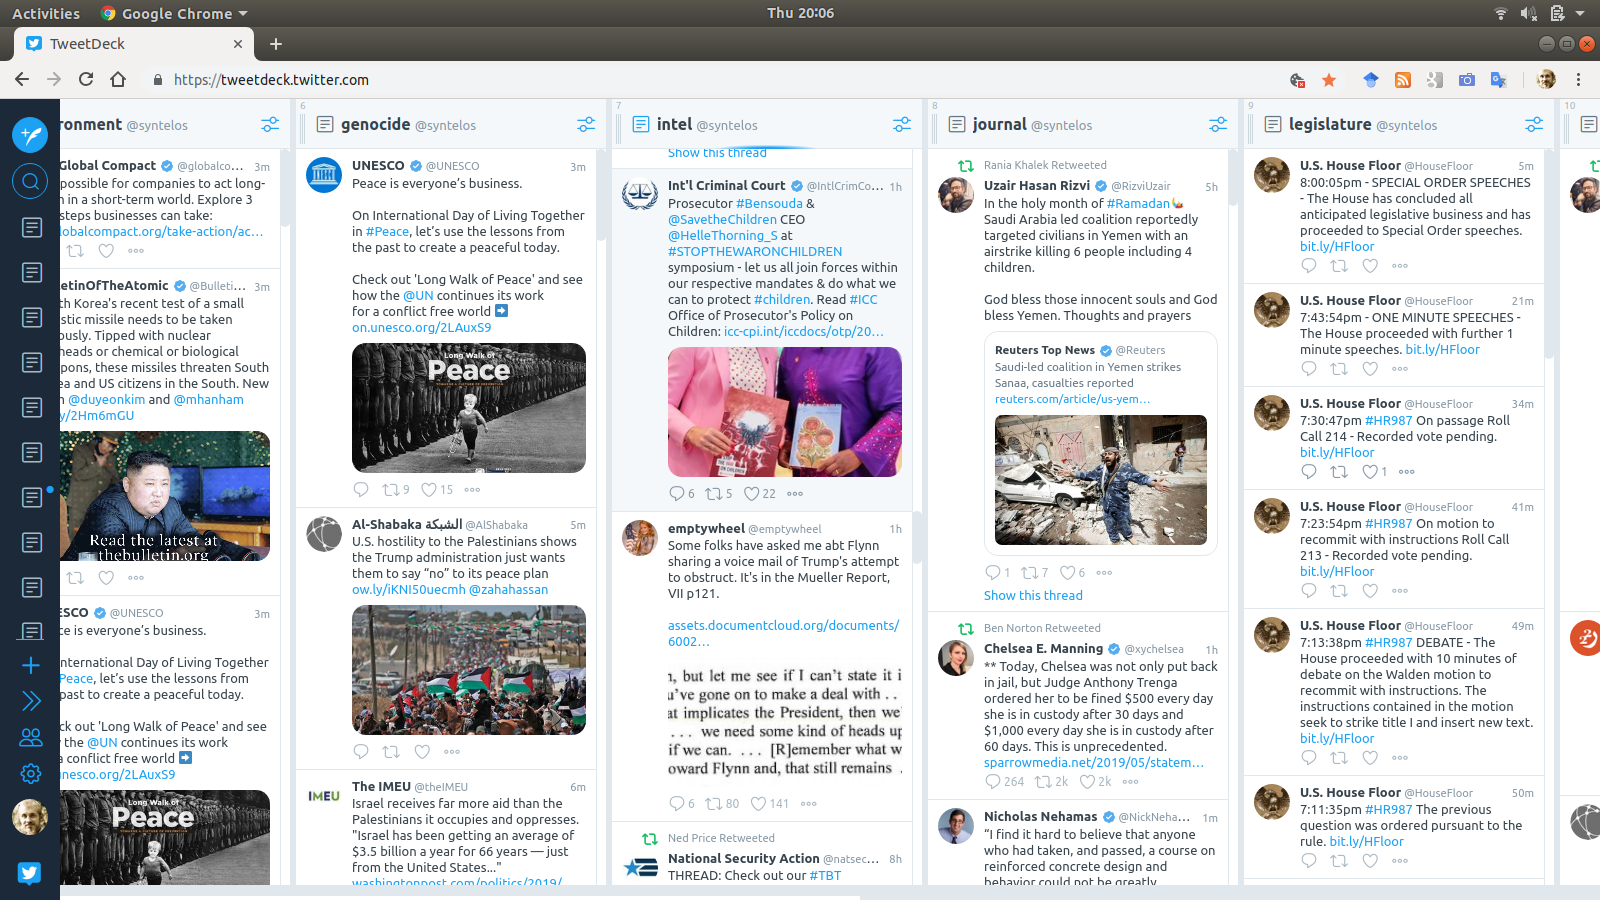 Activities
Google Chrome
Thu 20:06
TweetDeck
https://tweetdeck.twitter.com
ronment @syntelos
Global Compact @globalco... 3m
possible for companies to act long-
in a short-term world. Explore 3
steps businesses can take:
lobalcompact.org/take-action/ac...
etinOfTheAtomic @Bulleti... 3m
th Korea's recent test of a small
stic missile needs to be taken
ously. Tipped with nuclear
heads or chemical or biological
pons, these missiles threaten South
ea and US citizens in the South. New
@duyeonkim and @mhanham
y/2Hm6mGU
Read the latest at
thebulletin.org
ESCO @UNESCO 3m
ce is everyone's business.
nternational Day of Living Together
Peace, let's use the lessons from
past to create a peaceful today.
ck out 'Long Walk of Peace' and see
the @UN continues its work
a conflict free world
unesco.org/2LAuxS9
Long Walk of
Peace
6
genocide @syntelos
UNESCO @UNESCO 3m
Peace is everyone's business.
On International Day of Living Together
in #Peace, let's use the lessons from
the past to create a peaceful today.
Check out 'Long Walk of Peace' and see
how the @UN continues its work
for a conflict free world
on.unesco.org/2LAuxS9
Long Walk of
Peace
9 15
Al-Shabaka الشبكة @AlShabaka 5m
U.S. hostility to the Palestinians shows
the Trump administration just wants
them to say "no" to its peace plan
ow.ly/iKNI50uecmh @zahahassan
IMEU
The IMEU @theIMEU 6m
Israel receives far more aid than the
Palestinians it occupies and oppresses.
"Israel has been getting an average of
$3.5 billion a year for 66 years — just
from the United States..."
washingtonpost.com/politics/2019/
7
intel @syntelos
Show this thread
Int'l Criminal Court @IntlCrimCo... 1h
Prosecutor #Bensouda &
@SavetheChildren CEO
@HelleThorning_S at
#STOPTHEWARONCHILDREN
symposium - let us all join forces within
our respective mandates & do what we
can to protect #children. Read #ICC
Office of Prosecutor's Policy on
Children: icc-cpi.int/iccdocs/otp/20...
6 5 22
emptywheel @emptywheel 1h
Some folks have asked me abt Flynn
sharing a voice mail of Trump's attempt
to obstruct. It's in the Mueller Report,
VII p121.
assets.documentcloud.org/documents/
6002...
, but let me see if I can't state it i
u've gone on to make a deal with . .
at implicates the President, then we'
. . . we need some kind of heads up
if we can. . . . [R]emember what w
oward Flynn and, that still remains .
6 80 141
Ned Price Retweeted
National Security Action @natsec... 8h
THREAD: Check out our #TBT
8
journal @syntelos
Rania Khalek Retweeted
Uzair Hasan Rizvi @RizviUzair 5h
In the holy month of #Ramadan
Saudi Arabia led coalition reportedly
targeted civilians in Yemen with an
airstrike killing 6 people including 4
children.
God bless those innocent souls and God
bless Yemen. Thoughts and prayers
Reuters Top News @Reuters
Saudi-led coalition in Yemen strikes
Sanaa, casualties reported
reuters.com/article/us-yem...
1 7 6
Show this thread
Ben Norton Retweeted
Chelsea E. Manning @xychelsea 1h
** Today, Chelsea was not only put back
in jail, but Judge Anthony Trenga
ordered her to be fined $500 every day
she is in custody after 30 days and
$1,000 every day she is in custody after
60 days. This is unprecedented.
sparrowmedia.net/2019/05/statem...
264 2k 2k
Nicholas Nehamas @NickNeha... 1m
"I find it hard to believe that anyone
who had taken, and passed, a course on
reinforced concrete design and
behavior could not be greatly
9
legislature @syntelos
U.S. House Floor @HouseFloor 5m
8:00:05pm - SPECIAL ORDER SPEECHES
- The House has concluded all
anticipated legislative business and has
proceeded to Special Order speeches.
bit.ly/HFloor
U.S. House Floor @HouseFloor 21m
7:43:54pm - ONE MINUTE SPEECHES -
The House proceeded with further 1
minute speeches. bit.ly/HFloor
U.S. House Floor @HouseFloor 34m
7:30:47pm #HR987 On passage Roll
Call 214 - Recorded vote pending.
bit.ly/HFloor
1
U.S. House Floor @HouseFloor 41m
7:23:54pm #HR987 On motion to
recommit with instructions Roll Call
213 - Recorded vote pending.
bit.ly/HFloor
U.S. House Floor @HouseFloor 49m
7:13:38pm #HR987 DEBATE - The
House proceeded with 10 minutes of
debate on the Walden motion to
recommit with instructions. The
instructions contained in the motion
seek to strike title I and insert new text.
bit.ly/HFloor
U.S. House Floor @HouseFloor 50m
7:11:35pm #HR987 The previous
question was ordered pursuant to the
rule. bit.ly/HFloor
10